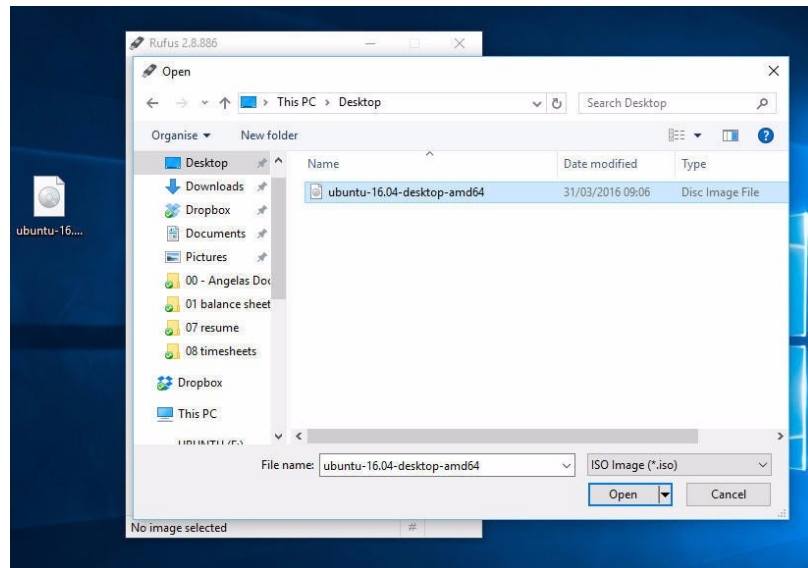 Rufus 2.8.886
Open
This PC > Desktop
Search Desktop
Organise New folder
Name Date modified Type
ubuntu-16.04-desktop-amd64 31/03/2016 09:06 Disc Image File
Desktop
Downloads
Dropbox
Documents
Pictures
00 - Angelas Doc
01 balance sheet
07 resume
08 timesheets
Dropbox
This PC
UBUNTU (F:)
ubuntu-16....
File name: ubuntu-16.04-desktop-amd64 ISO Image (*.iso)
Open Cancel
No image selected #